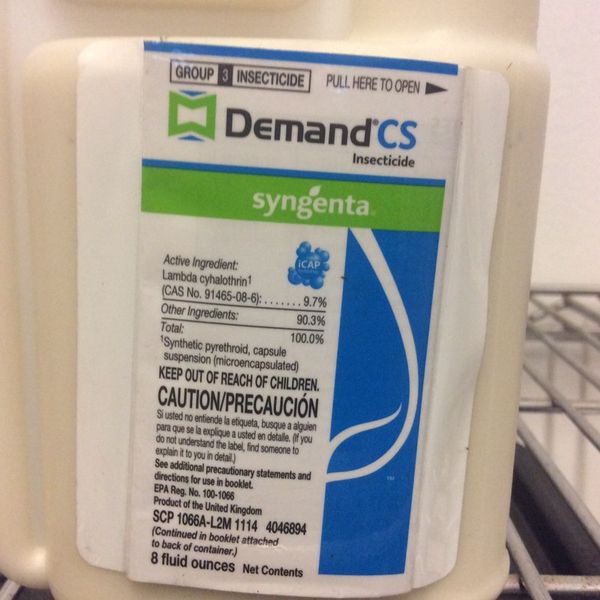 GROUP 3 INSECTICIDE PULL HERE TO OPEN
Demand® CS
Insecticide
syngenta
iCAP
Active Ingredient:
Lambda cyhalothrin¹
(CAS No. 91465-08-6): ........ 9.7%
Other Ingredients: 90.3%
Total: 100.0%
¹Synthetic pyrethroid, capsule
suspension (microencapsulated)
KEEP OUT OF REACH OF CHILDREN.
CAUTION/PRECAUCIÓN
Si usted no entiende la etiqueta, busque a alguien
para que se la explique a usted en detalle. (If you
do not understand the label, find someone to
explain it to you in detail.)
See additional precautionary statements and
directions for use in booklet.
EPA Reg. No. 100-1066
Product of the United Kingdom
SCP 1066A-L2M 1114 4046894
(Continued in booklet attached
to back of container.)
8 fluid ounces Net Contents
TM